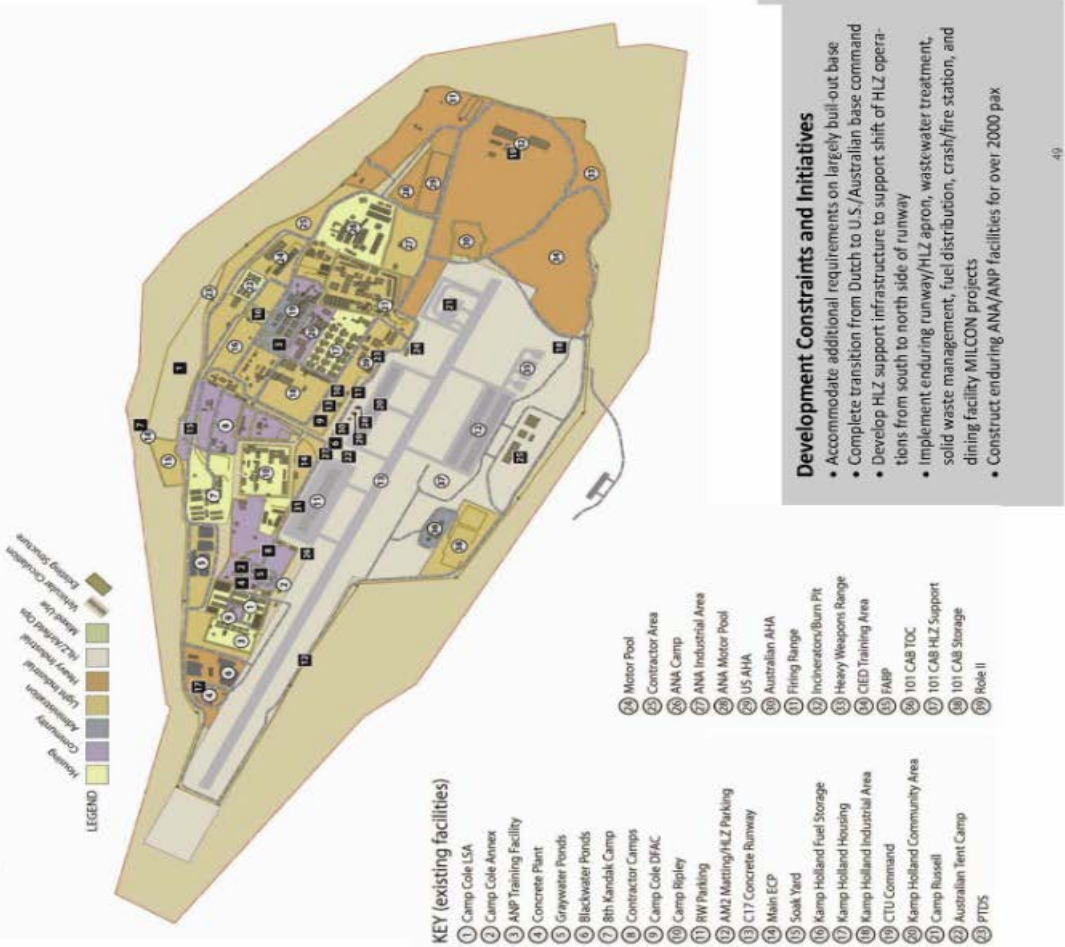 LEGEND
Housing
Community
Administration
Light Industrial
Heavy Industrial
HLZ/Airfield Ops
Mixed Use
Vehicular Circulation
Existing Structure
KEY (existing facilities)
1 Camp Cole LSA
2 Camp Cole Annex
3 ANP Training Facility
4 Concrete Plant
5 Graywater Ponds
6 Blackwater Ponds
7 8th Kandak Camp
8 Contractor Camps
9 Camp Cole DFAC
10 Camp Ripley
11 RW Parking
12 AM2 Matting/HLZ Parking
13 C17 Concrete Runway
14 Main ECP
15 Soak Yard
16 Kamp Holland Fuel Storage
17 Kamp Holland Housing
18 Kamp Holland Industrial Area
19 CTU Command
20 Kamp Holland Community Area
21 Camp Russell
22 Australian Tent Camp
23 PTDS
24 Motor Pool
25 Contractor Area
26 ANA Camp
27 ANA Industrial Area
28 ANA Motor Pool
29 US AHA
30 Australian AHA
31 Firing Range
32 Incinerators/Burn Pit
33 Heavy Weapons Range
34 CIED Training Area
35 FARP
36 101 CAB TOC
37 101 CAB HLZ Support
38 101 CAB Storage
39 Role II
Development Constraints and Initiatives
• Accommodate additional requirements on largely buil-out base
• Complete transition from Dutch to U.S./Australian base command
• Develop HLZ support infrastructure to support shift of HLZ opera-
tions from south to north side of runway
• Implement enduring runway/HLZ apron, wastewater treatment,
solid waste management, fuel distribution, crash/fire station, and
dining facility MILCON projects
• Construct enduring ANA/ANP facilities for over 2000 pax
49